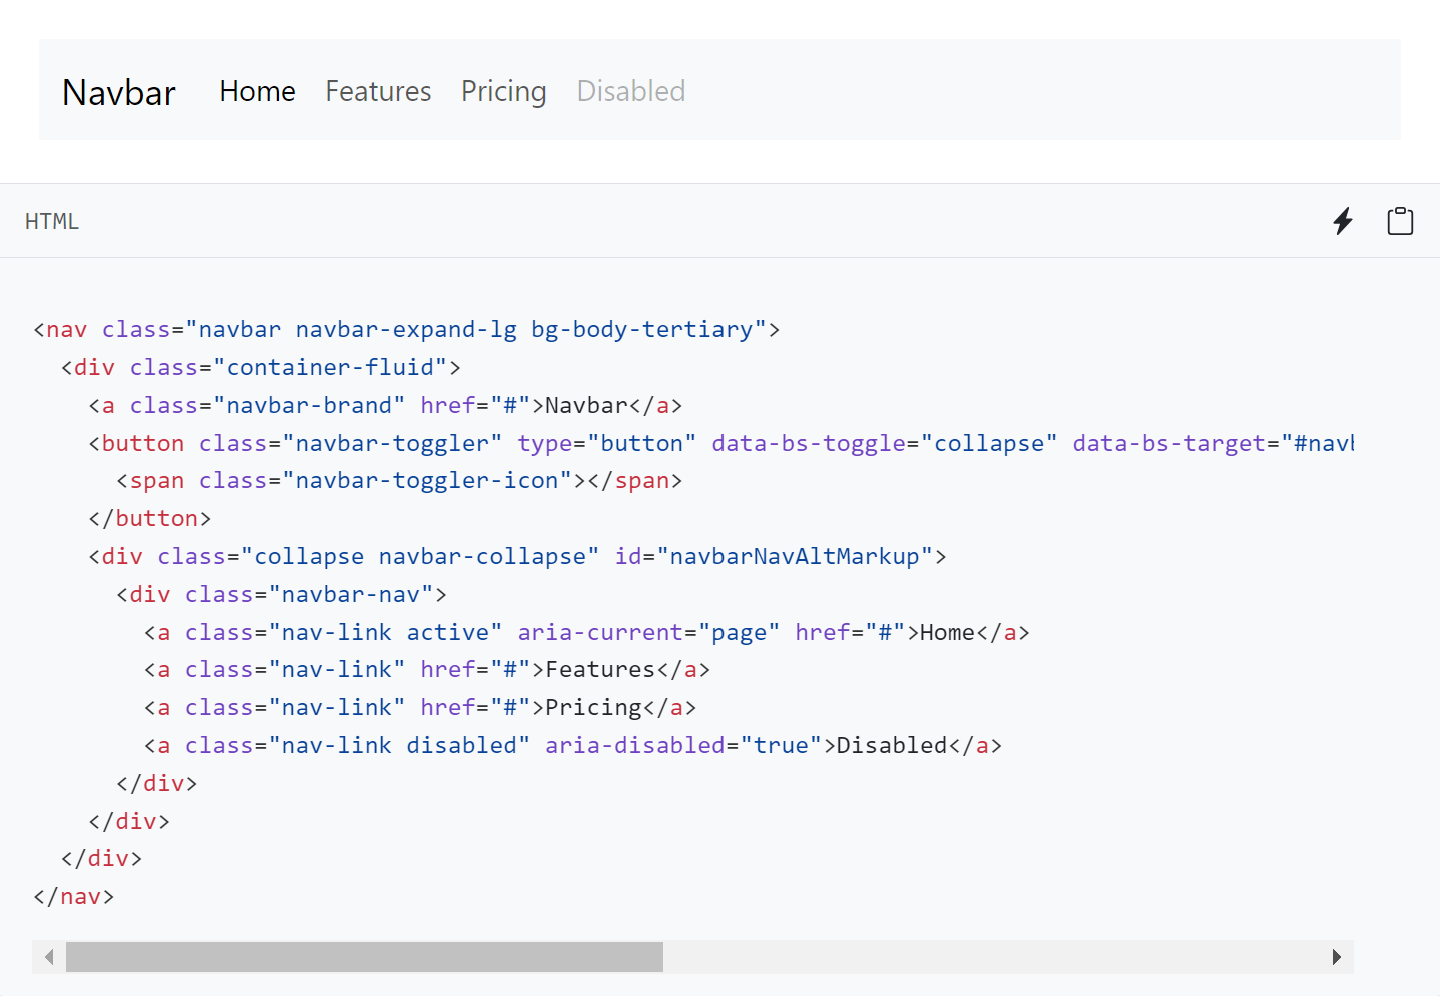 Navbar Home Features Pricing Disabled
HTML
<nav class="navbar navbar-expand-lg bg-body-tertiary">
  <div class="container-fluid">
    <a class="navbar-brand" href="#">Navbar</a>
    <button class="navbar-toggler" type="button" data-bs-toggle="collapse" data-bs-target="#nav
      <span class="navbar-toggler-icon"></span>
    </button>
    <div class="collapse navbar-collapse" id="navbarNavAltMarkup">
      <div class="navbar-nav">
        <a class="nav-link active" aria-current="page" href="#">Home</a>
        <a class="nav-link" href="#">Features</a>
        <a class="nav-link" href="#">Pricing</a>
        <a class="nav-link disabled" aria-disabled="true">Disabled</a>
      </div>
    </div>
  </div>
</nav>